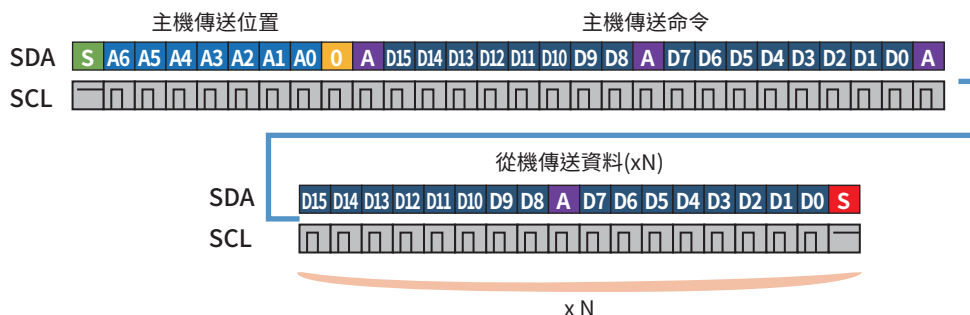 主機傳送位置 主機傳送命令
SDA S A6 A5 A4 A3 A2 A1 A0 0 A D15 D14 D13 D12 D11 D10 D9 D8 A D7 D6 D5 D4 D3 D2 D1 D0 A
SCL
從機傳送資料(xN)
SDA D15 D14 D13 D12 D11 D10 D9 D8 A D7 D6 D5 D4 D3 D2 D1 D0 S
SCL
x N